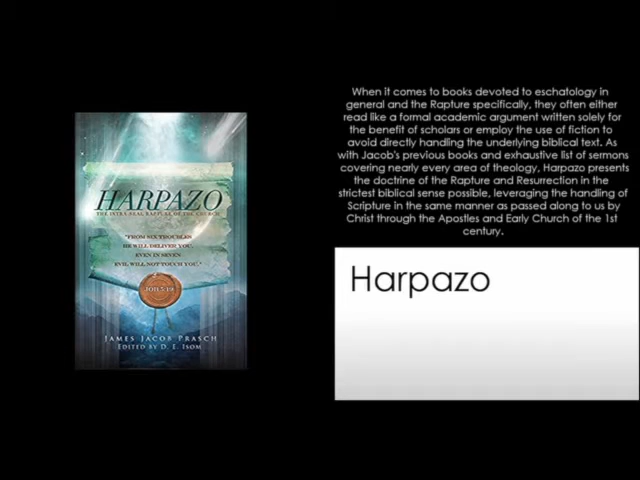 HARPAZO
THE INTRA-SEAL RAPTURE OF THE CHURCH
"FROM SIX TROUBLES
HE WILL DELIVER YOU,
EVEN IN SEVEN
EVIL WILL NOT TOUCH YOU."
JOB 5:19
JAMES JACOB PRASCH
EDITED BY D. E. ISOM
When it comes to books devoted to eschatology in
general and the Rapture specifically, they often either
read like a formal academic argument written solely for
the benefit of scholars or employ the use of fiction to
avoid directly handling the underlying biblical text. As
with Jacob's previous books and exhaustive list of sermons
covering nearly every area of theology, Harpazo presents
the doctrine of the Rapture and Resurrection in the
strictest biblical sense possible, leveraging the handling of
Scripture in the same manner as passed along to us by
Christ through the Apostles and Early Church of the 1st
century.
Harpazo